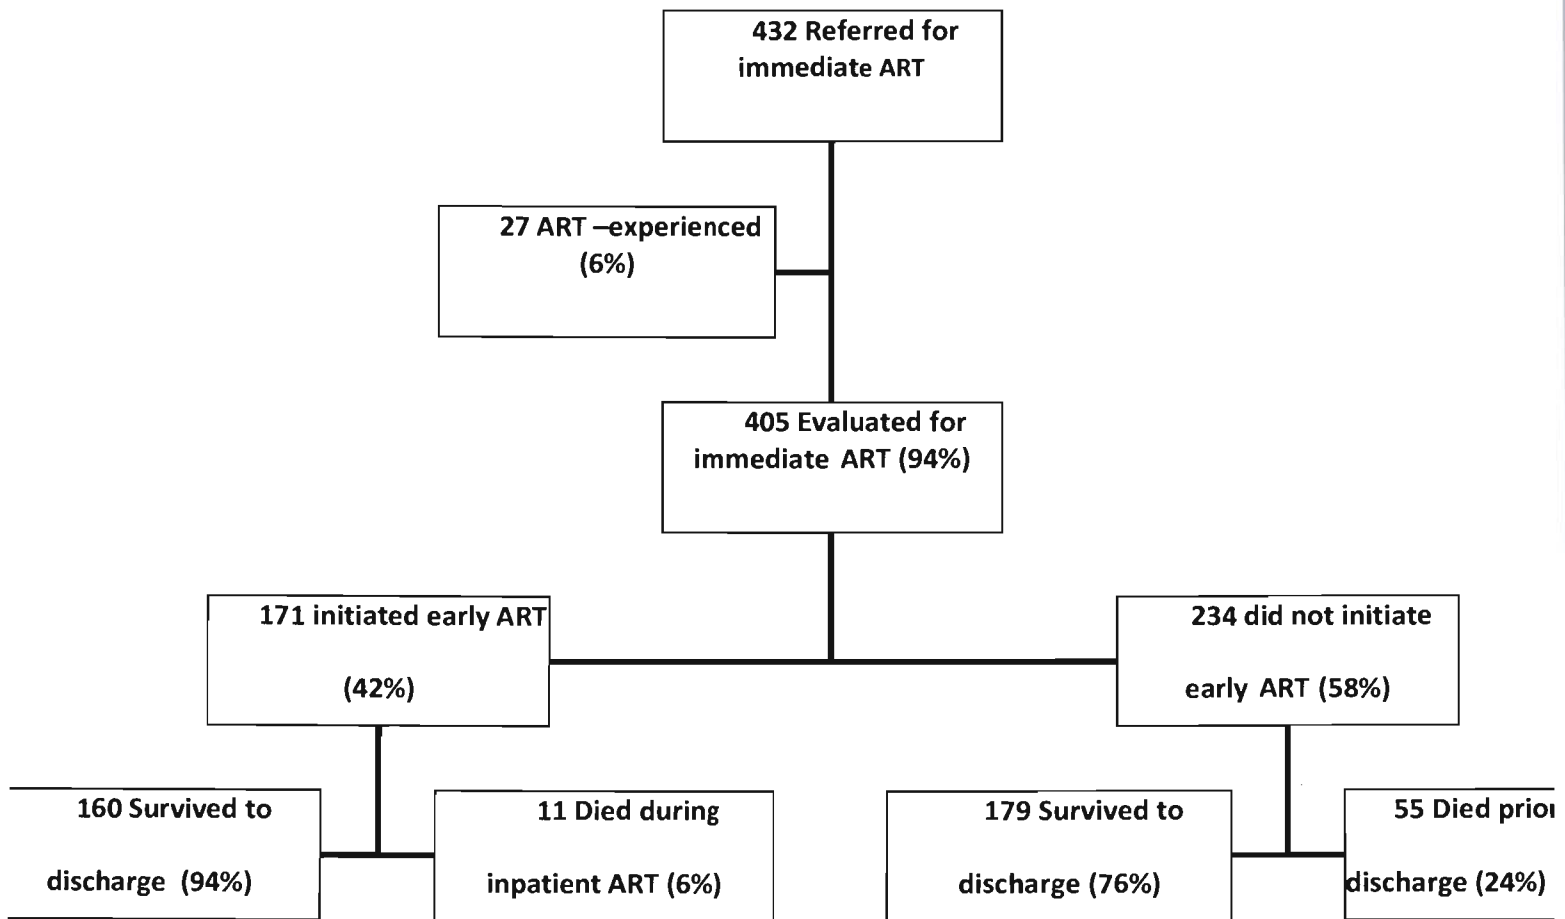 432 Referred for
immediate ART
27 ART –experienced
(6%)
405 Evaluated for
immediate ART (94%)
171 initiated early ART
(42%)
234 did not initiate
early ART (58%)
160 Survived to
discharge (94%)
11 Died during
inpatient ART (6%)
179 Survived to
discharge (76%)
55 Died
discharge (24%)